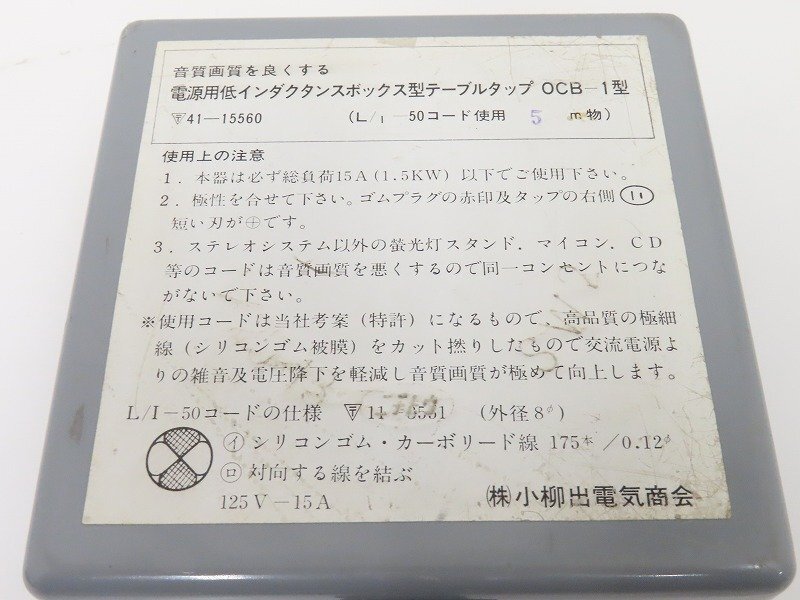 音質画質を良くする
電源用低インダクタンスボックス型テーブルタップ OCB-1型
〒41-15560 (L/I-50コード使用 5 m物)
使用上の注意
1. 本器は必ず総負荷15A(1.5KW)以下でご使用下さい。
2. 極性を合せて下さい。ゴムプラグの赤印及タップの右側
短い刃が⊕です。
3. ステレオシステム以外の螢光灯スタンド. マイコン. CD
等のコードは音質画質を悪くするので同一コンセントにつな
がないで下さい。
※使用コードは当社考案(特許)になるもので、高品質の極細
線(シリコンゴム被膜)をカット撚りしたもので交流電源よ
りの雑音及電圧降下を軽減し音質画質が極めて向上します。
L/I-50コードの仕様 〒11- (外径8φ)
㋑シリコンゴム・カーボリード線 175本/0.12φ
㋺対向する線を結ぶ
125V-15A
㈱小柳出電気商会